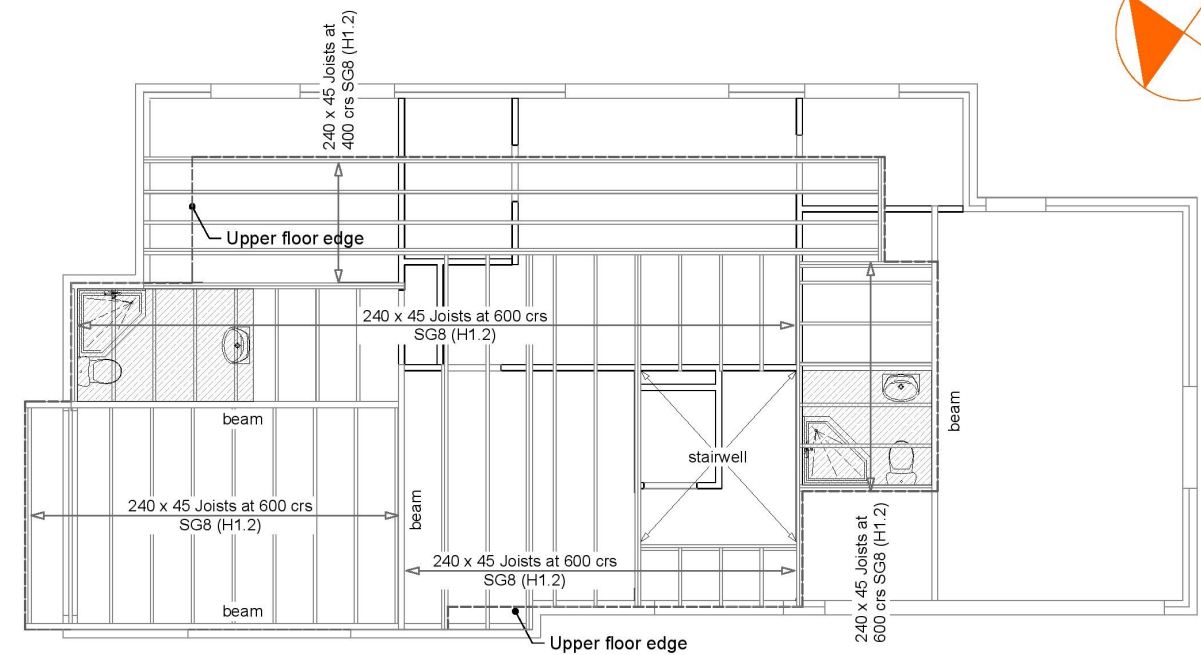 240 x 45 Joists at
400 crs SG8 (H1.2)
Upper floor edge
240 x 45 Joists at 600 crs
SG8 (H1.2)
beam
beam
stairwell
240 x 45 Joists at 600 crs
SG8 (H1.2)
beam
240 x 45 Joists at 600 crs
SG8 (H1.2)
240 x 45 Joists at
600 crs SG8 (H1.2)
beam
Upper floor edge